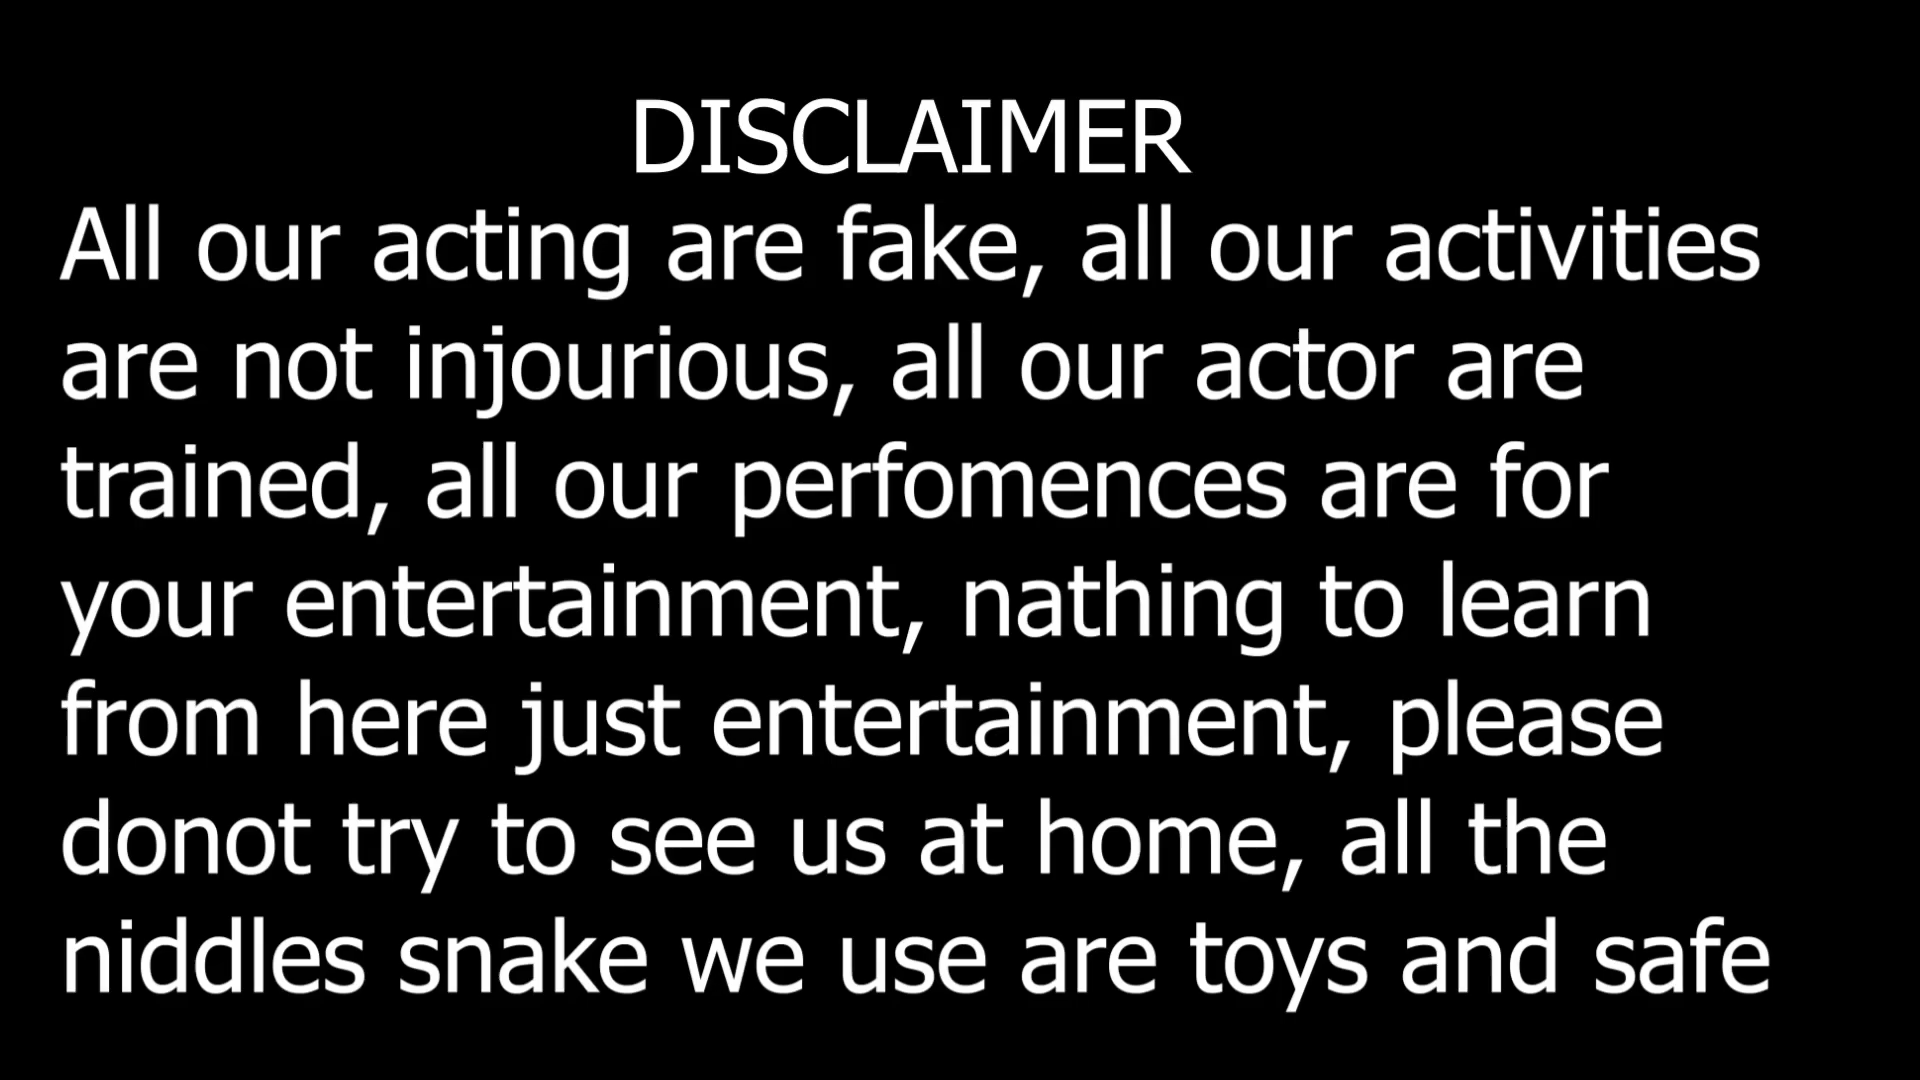 DISCLAIMER
All our acting are fake, all our activities
are not injourious, all our actor are
trained, all our perfomences are for
your entertainment, nathing to learn
from here just entertainment, please
donot try to see us at home, all the
niddles snake we use are toys and safe